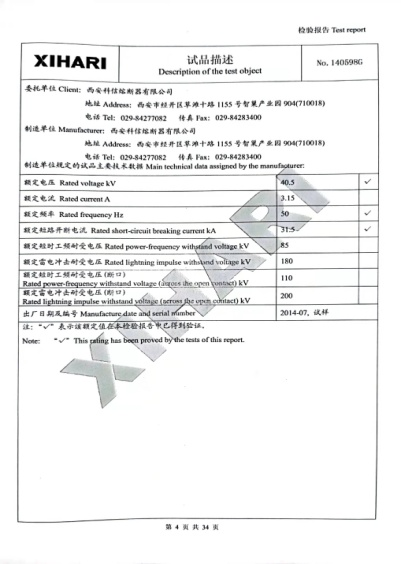 检验报告 Test report
XIHARI
试品描述
Description of the test object
No. 140598G
委托单位 Client: 西安科信熔断器有限公司
地址 Address: 西安市经开区草滩十路 1155 号智巢产业园 904(710018)
电话 Tel: 029-84277082 传真 Fax: 029-84283400
制造单位 Manufacturer: 西安科信熔断器有限公司
地址 Address: 西安市经开区草滩十路 1155 号智巢产业园 904(710018)
电话 Tel: 029-84277082 传真 Fax: 029-84283400
制造单位规定的试品主要技术数据 Main technical data assigned by the manufacturer:
额定电压 Rated voltage kV 40.5 ✓
额定电流 Rated current A 3.15
额定频率 Rated frequency Hz 50 ✓
额定短路开断电流 Rated short-circuit breaking current kA 31.5 ✓
额定短时工频耐受电压 Rated power-frequency withstand voltage kV 85
额定雷电冲击耐受电压 Rated lightning impulse withstand voltage kV 180
额定短时工频耐受电压(断口)
Rated power-frequency withstand voltage (across the open contact) kV 110
额定雷电冲击耐受电压(断口)
Rated lightning impulse withstand voltage (across the open contact) kV 200
出厂日期及编号 Manufacture date and serial number 2014-07, 试样
注: “✓” 表示该额定值在本检验报告中已得到验证。
Note: “✓” This rating has been proved by the tests of this report.
XIHARI
第 4 页 共 34 页